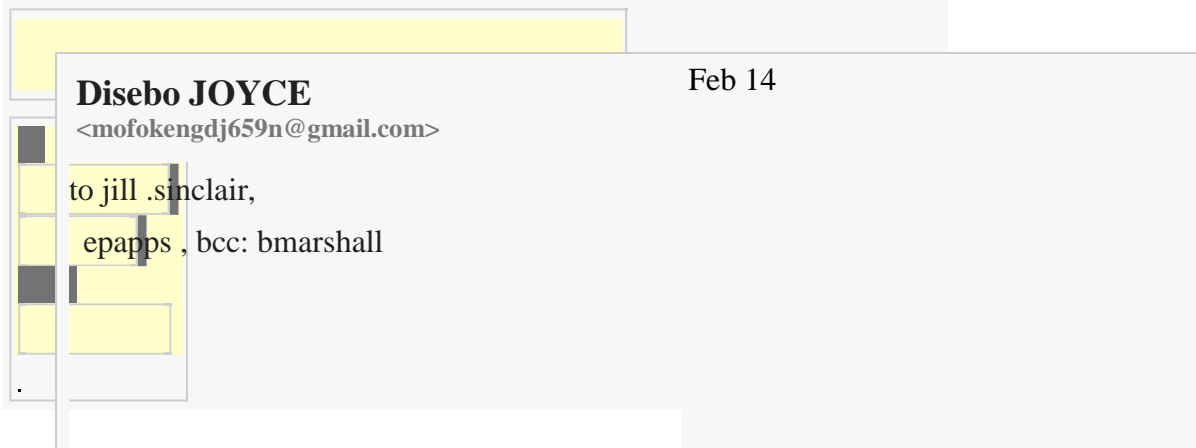 Disebo JOYCE
Feb 14
<mofokengdj659n@gmail.com>
to jill .sinclair,
epapps , bcc: bmarshall
.